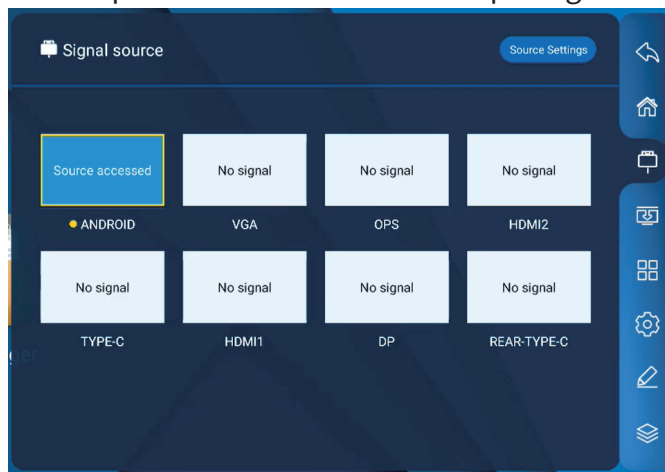 Signal source
Source Settings
Source accessed
No signal
No signal
No signal
ANDROID
VGA
OPS
HDMI2
No signal
No signal
No signal
No signal
TYPE-C
HDMI1
DP
REAR-TYPE-C